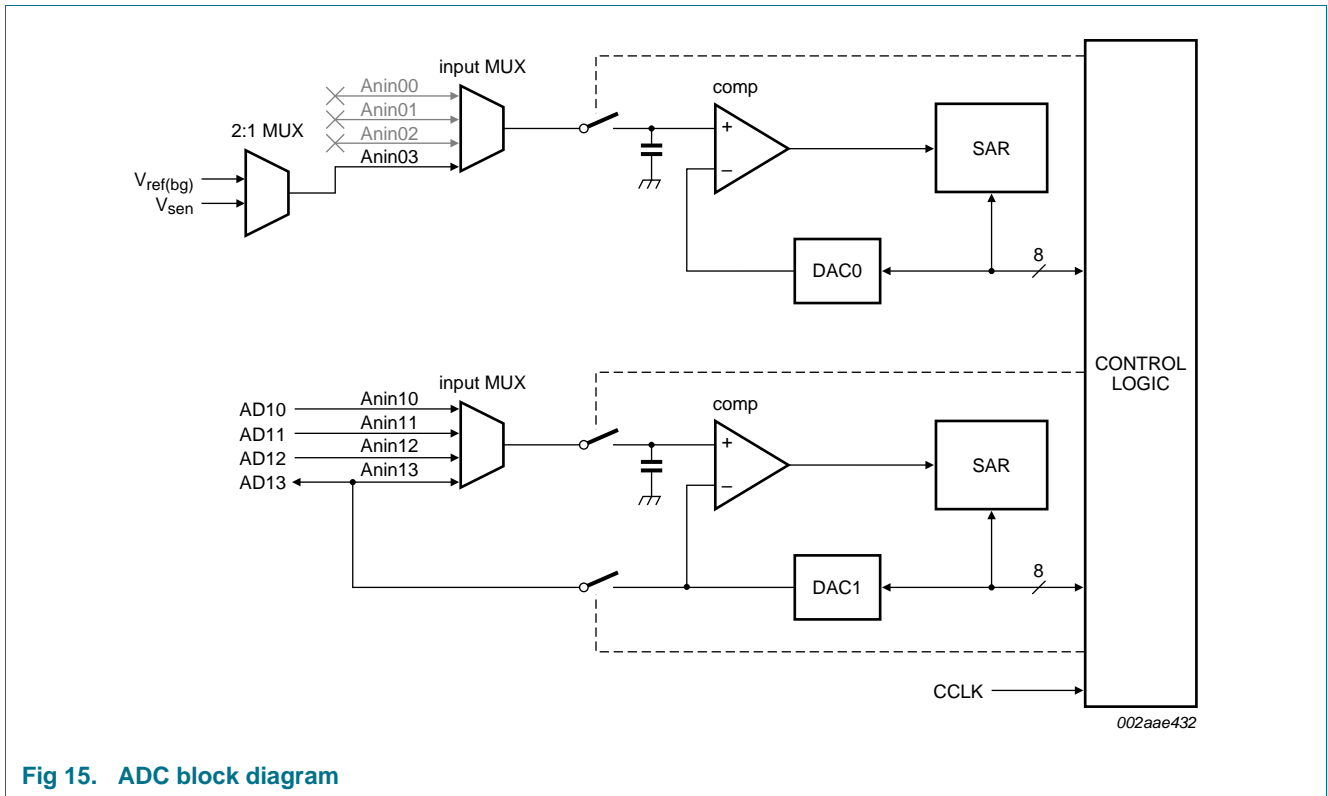 input MUX
Anin00
Anin01
Anin02
Anin03
2:1 MUX
Vref(bg)
Vsen
comp
+
–
SAR
DAC0
8
CONTROL
LOGIC
input MUX
AD10
Anin10
AD11
Anin11
AD12
Anin12
AD13
Anin13
comp
+
–
SAR
DAC1
8
CCLK
002aae432
Fig 15. ADC block diagram